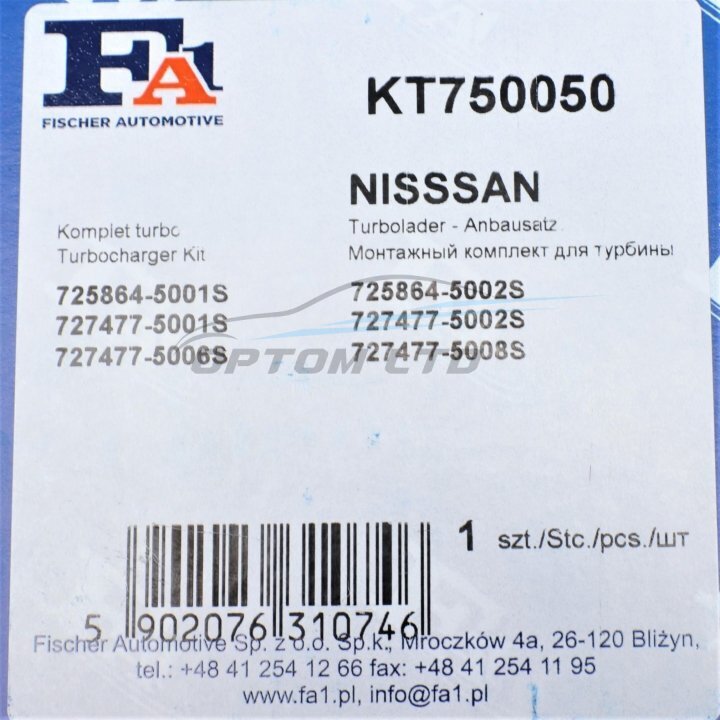 FA1
FISCHER AUTOMOTIVE
KT750050
NISSSAN
Komplet turbo
Turbocharger Kit
Turbolader - Anbausatz
Монтажный комплект для турбины
725864-5001S
725864-5002S
727477-5001S
727477-5002S
727477-5006S
727477-5008S
OPTOM CTD
1 szt./Stc./pcs./шт
5 902076 310746
Fischer Automotive Sp. z o.o. Sp.k., Mroczków 4a, 26-120 Bliżyn,
tel.: +48 41 254 12 66 fax: +48 41 254 11 95
www.fa1.pl, info@fa1.pl